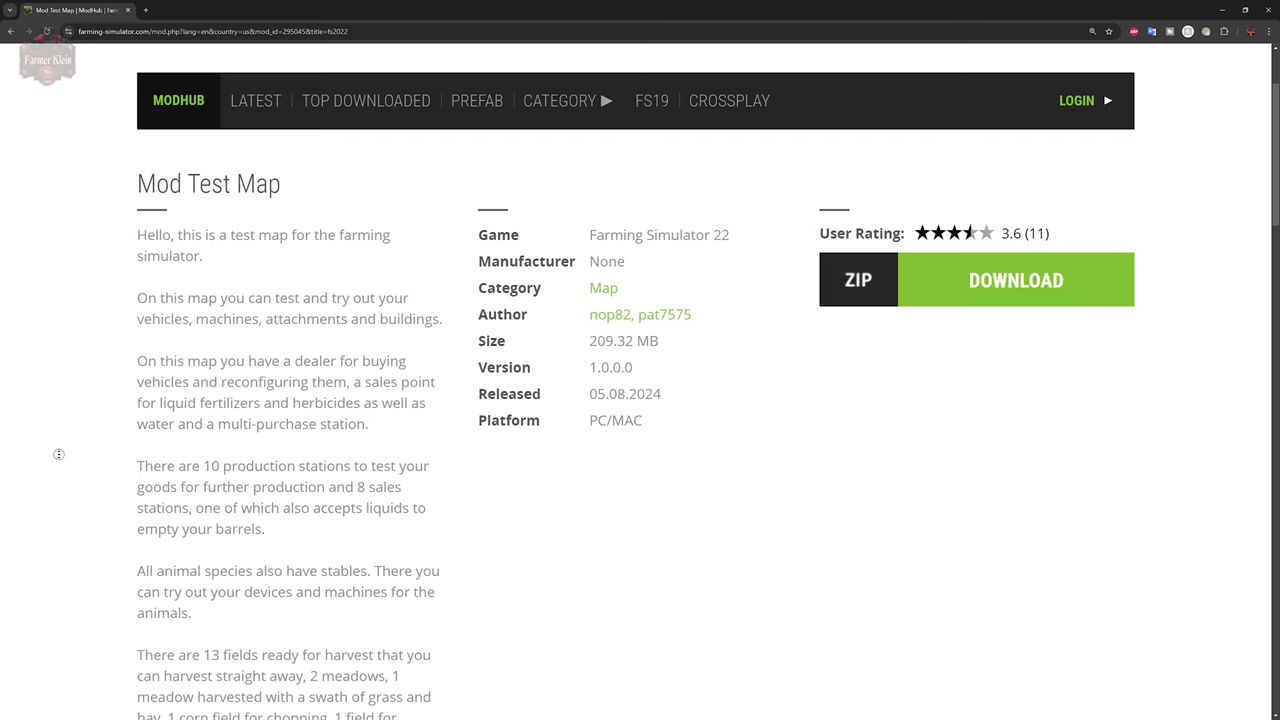 Mod Test Map | ModHub | Farm
farming-simulator.com/mod.php?lang=en&country=us&mod_id=295045&title=fs2022
Farmer Klein
MODHUB LATEST TOP DOWNLOADED PREFAB CATEGORY ▶ FS19 CROSSPLAY LOGIN ▶
Mod Test Map
Hello, this is a test map for the farming
simulator.
On this map you can test and try out your
vehicles, machines, attachments and buildings.
On this map you have a dealer for buying
vehicles and reconfiguring them, a sales point
for liquid fertilizers and herbicides as well as
water and a multi-purchase station.
There are 10 production stations to test your
goods for further production and 8 sales
stations, one of which also accepts liquids to
empty your barrels.
All animal species also have stables. There you
can try out your devices and machines for the
animals.
There are 13 fields ready for harvest that you
can harvest straight away, 2 meadows, 1
meadow harvested with a swath of grass and
hay, 1 corn field for chopping, 1 field for
Game Farming Simulator 22
Manufacturer None
Category Map
Author nop82, pat7575
Size 209.32 MB
Version 1.0.0.0
Released 05.08.2024
Platform PC/MAC
User Rating: 3.6 (11)
ZIP DOWNLOAD